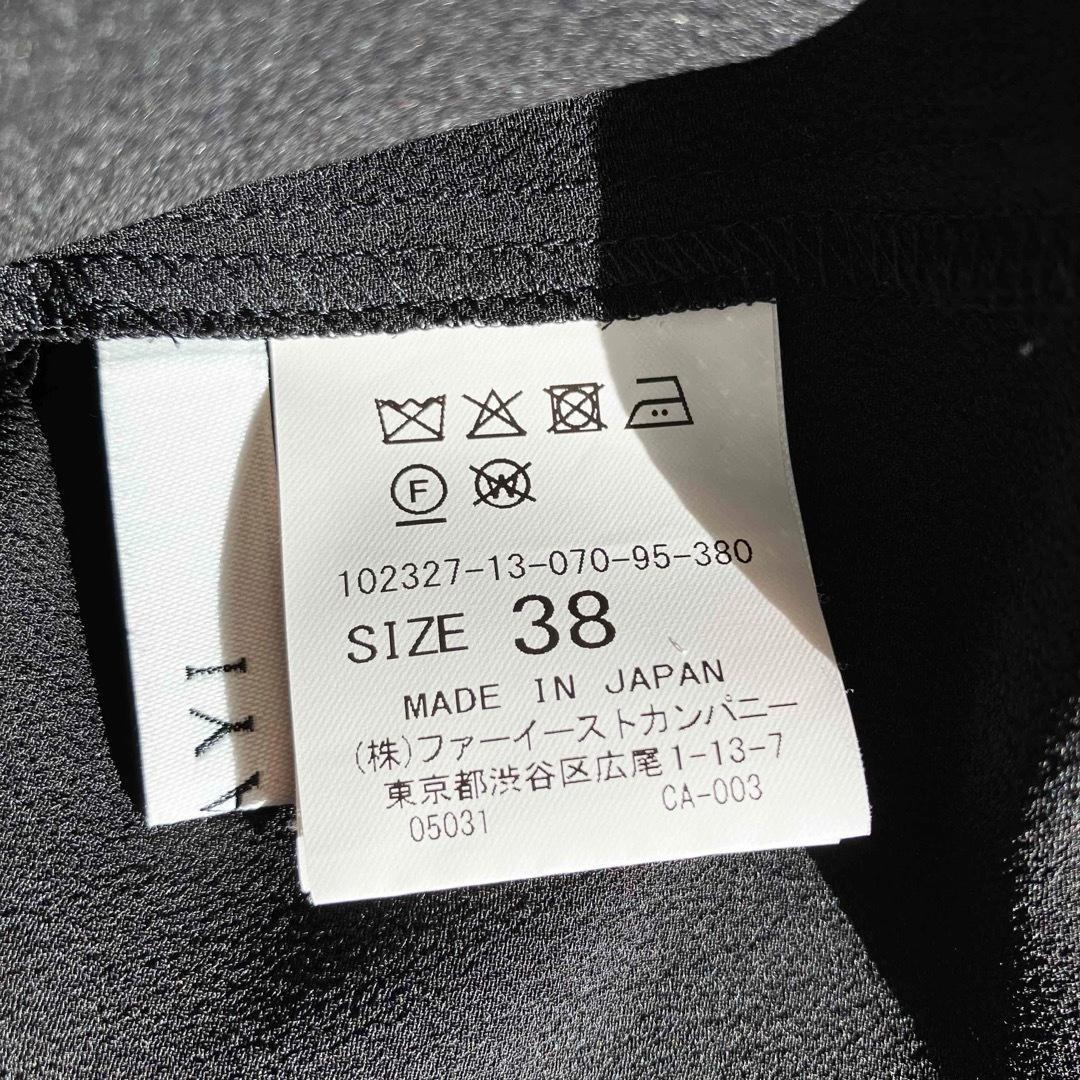 F W
102327-13-070-95-380
SIZE 38
MADE IN JAPAN
(株)ファーイーストカンパニー
東京都渋谷区広尾1-13-7
05031 CA-003